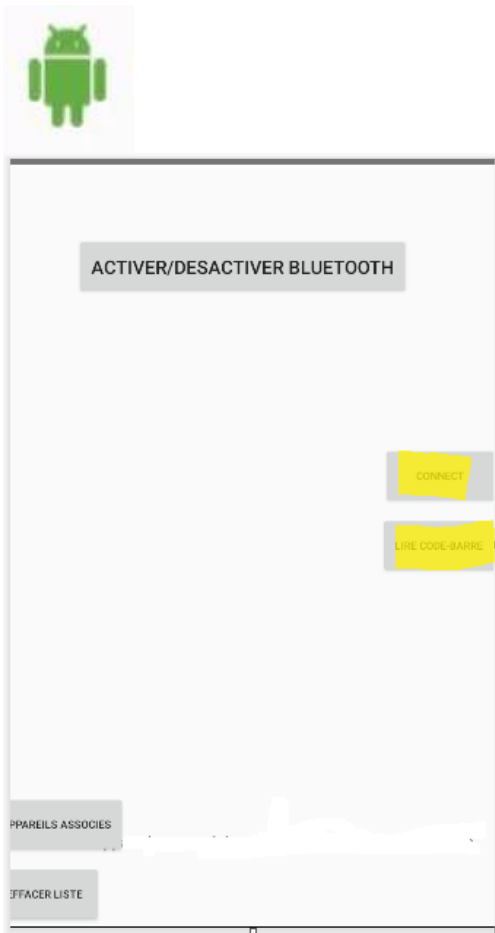 ACTIVER/DESACTIVER BLUETOOTH
CONNECT
LIRE CODE-BARRE
PPAREILS ASSOCIES
EFFACER LISTE